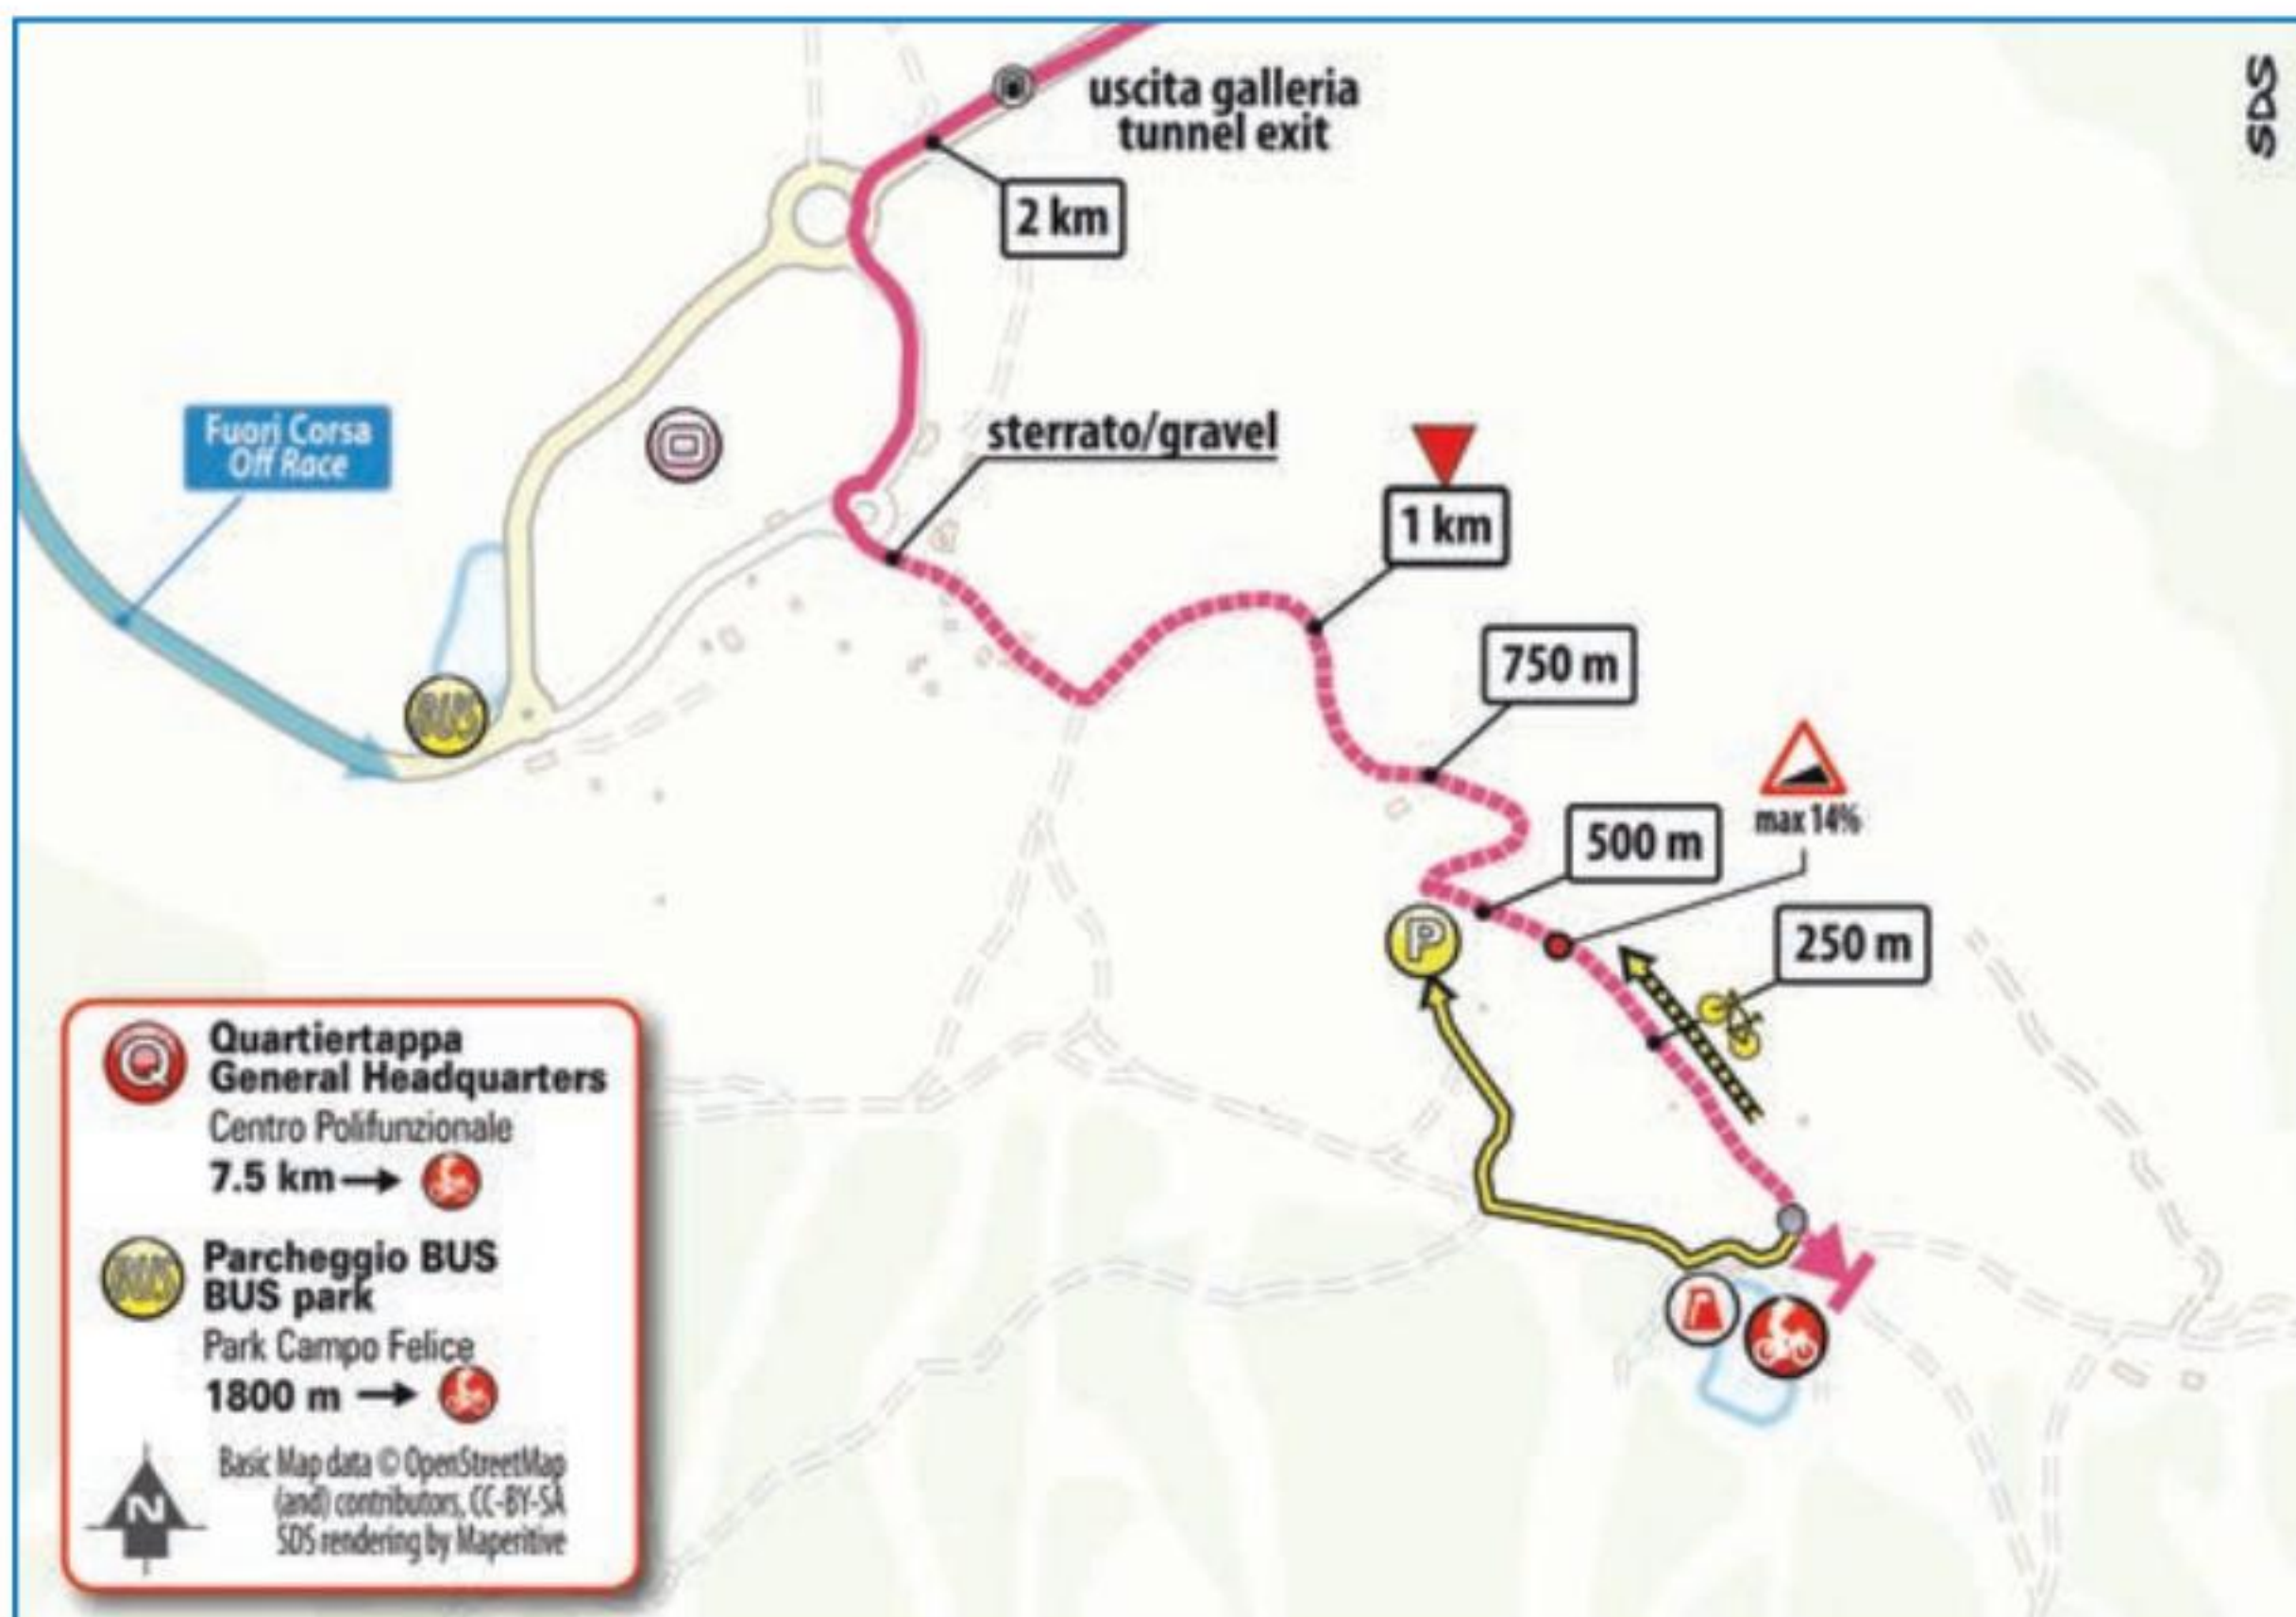 SDS
uscita galleria
tunnel exit
2 km
Fuori Corsa
Off Race
sterrato/gravel
1 km
750 m
500 m
max 14%
250 m
P
BUS
Q
Quartiertappa
General Headquarters
Centro Polifunzionale
7.5 km
BUS
Parcheggio BUS
BUS park
Park Campo Felice
1800 m
N
Basic Map data © OpenStreetMap
(and) contributors, CC-BY-SA
SDS rendering by Maperitive